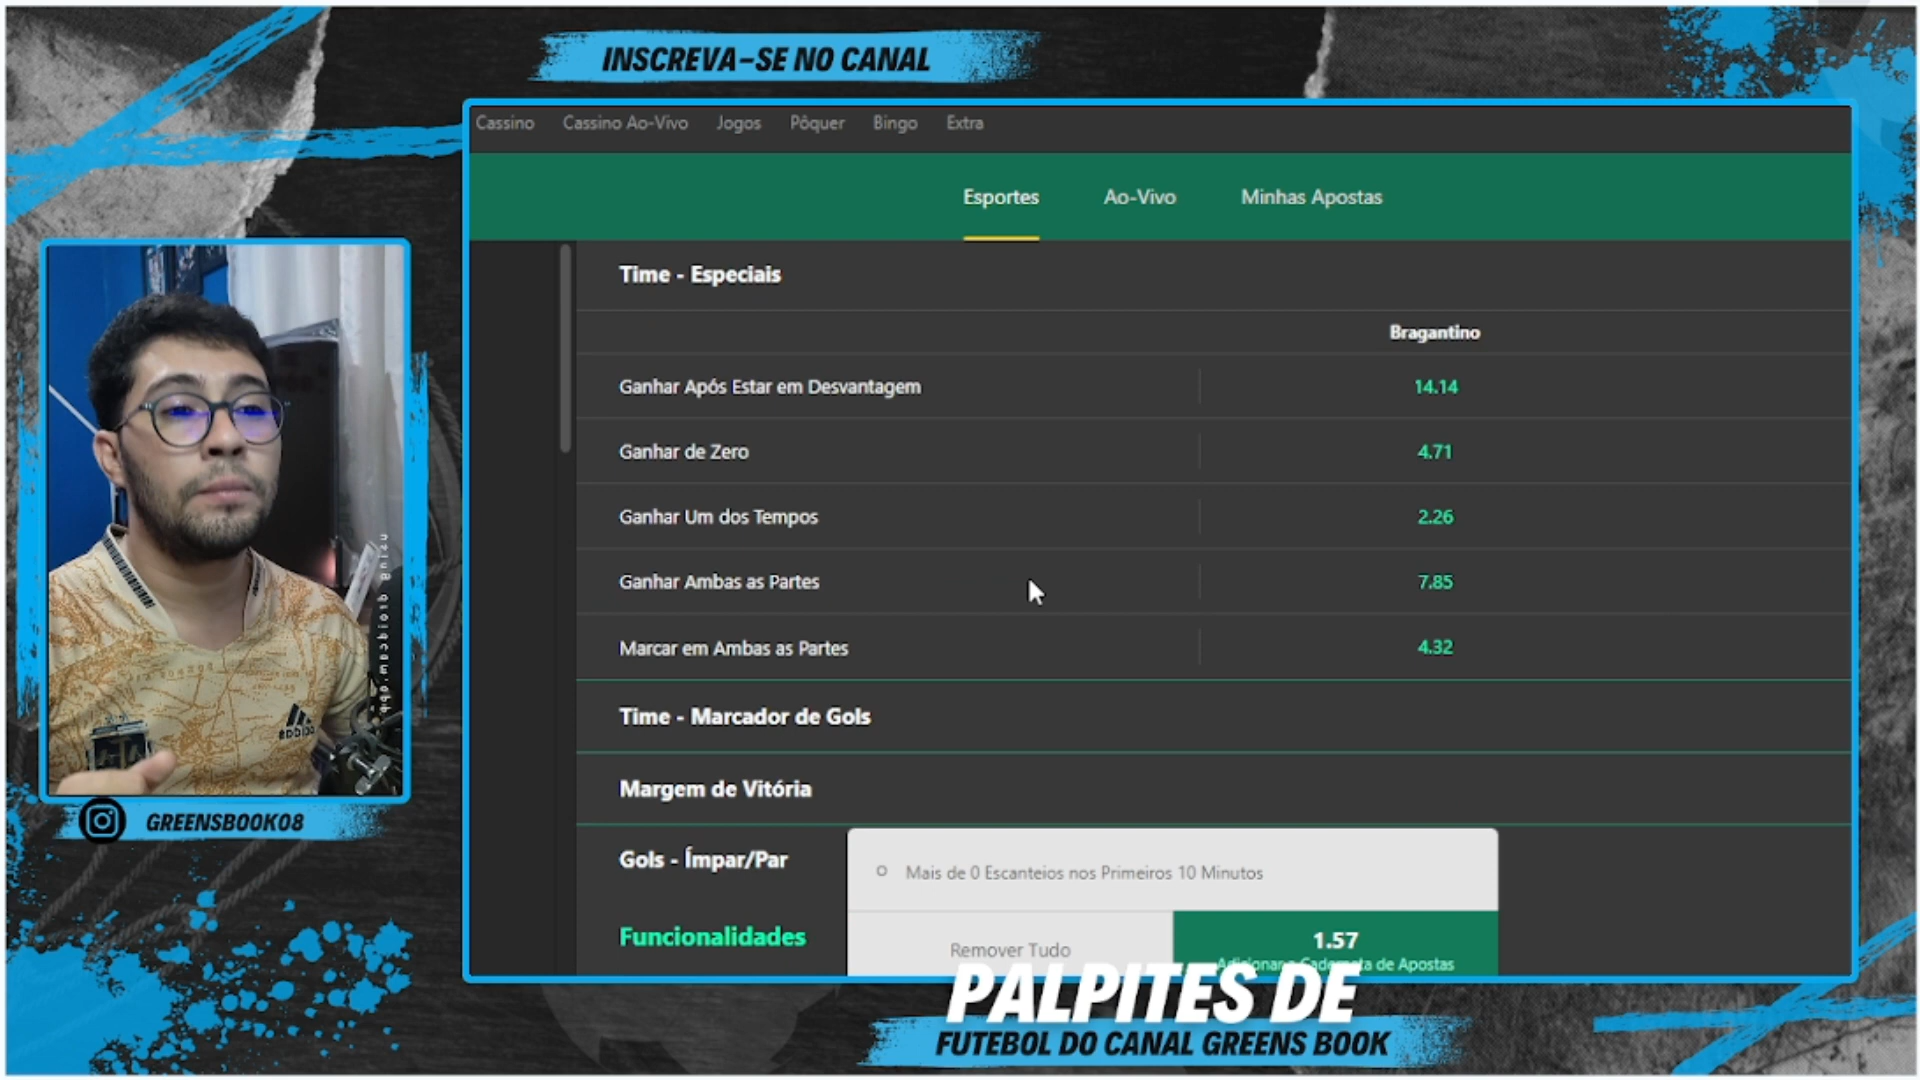 INSCREVA-SE NO CANAL
Cassino Cassino Ao-Vivo Jogos Pôquer Bingo Extra
Esportes Ao-Vivo Minhas Apostas
Time - Especiais
Bragantino
Ganhar Após Estar em Desvantagem 14.14
Ganhar de Zero 4.71
Ganhar Um dos Tempos 2.26
Ganhar Ambas as Partes 7.85
Marcar em Ambas as Partes 4.32
Time - Marcador de Gols
Margem de Vitória
Gols - Ímpar/Par
Mais de 0 Escanteios nos Primeiros 10 Minutos
Funcionalidades
Remover Tudo
1.57
Adicionar a Caderneta de Apostas
GREENSBOOK08
PALPITES DE
FUTEBOL DO CANAL GREENS BOOK